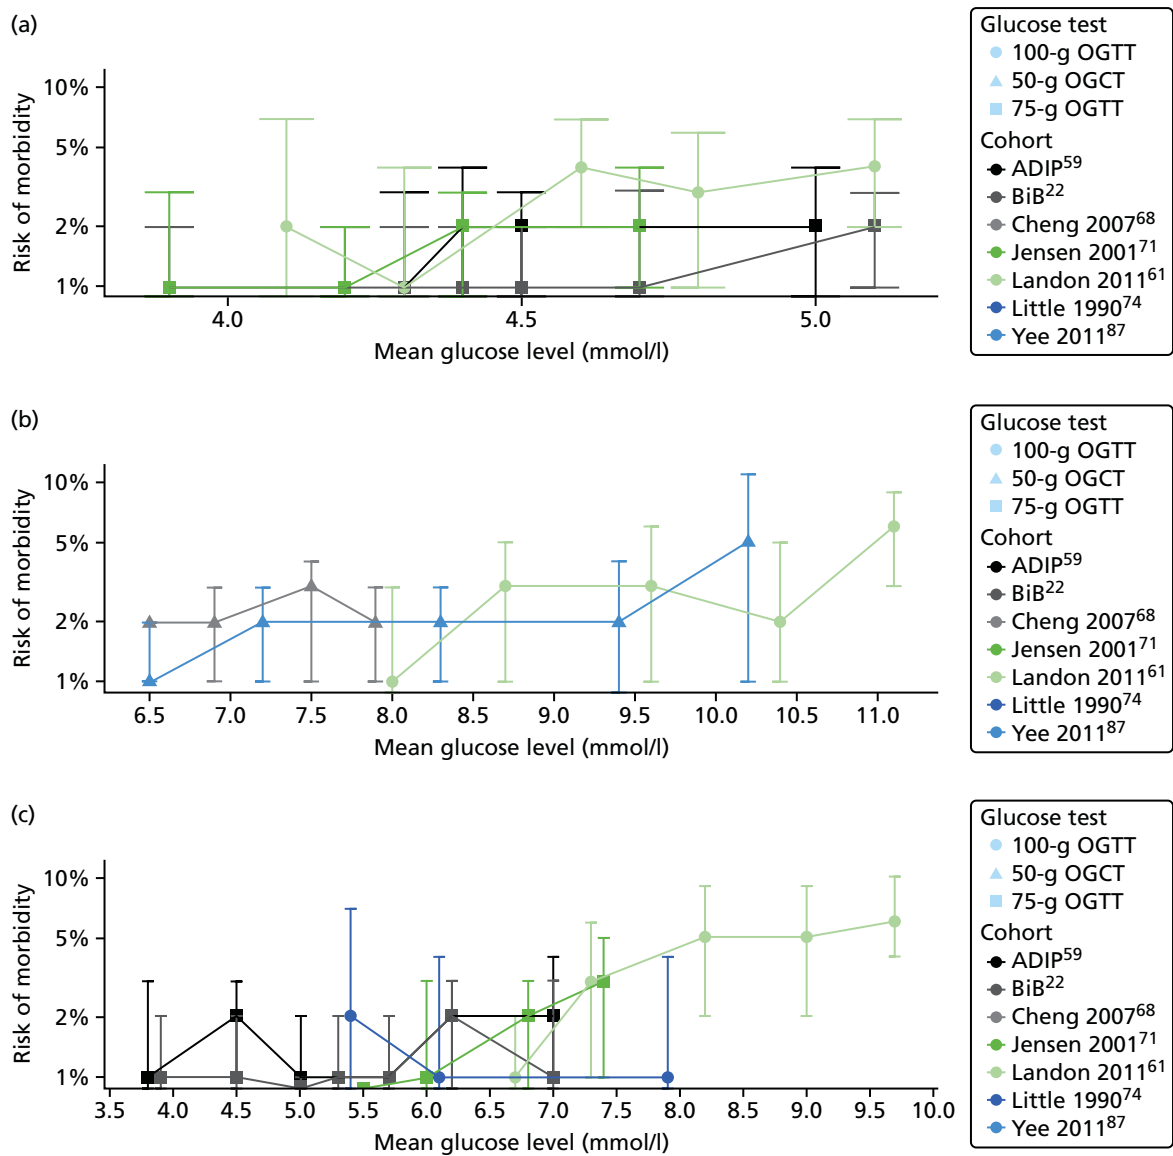 (a)
Risk of morbidity
10%
5%
2%
1%
4.0 4.5 5.0
Mean glucose level (mmol/l)
Glucose test
100-g OGTT
50-g OGCT
75-g OGTT
Cohort
ADIP59
BiB22
Cheng 200768
Jensen 200171
Landon 201161
Little 199074
Yee 201187
(b)
Risk of morbidity
10%
5%
2%
1%
6.5 7.0 7.5 8.0 8.5 9.0 9.5 10.0 10.5 11.0
Mean glucose level (mmol/l)
Glucose test
100-g OGTT
50-g OGCT
75-g OGTT
Cohort
ADIP59
BiB22
Cheng 200768
Jensen 200171
Landon 201161
Little 199074
Yee 201187
(c)
Risk of morbidity
10%
5%
2%
1%
3.5 4.0 4.5 5.0 5.5 6.0 6.5 7.0 7.5 8.0 8.5 9.0 9.5 10.0
Mean glucose level (mmol/l)
Glucose test
100-g OGTT
50-g OGCT
75-g OGTT
Cohort
ADIP59
BiB22
Cheng 200768
Jensen 200171
Landon 201161
Little 199074
Yee 201187